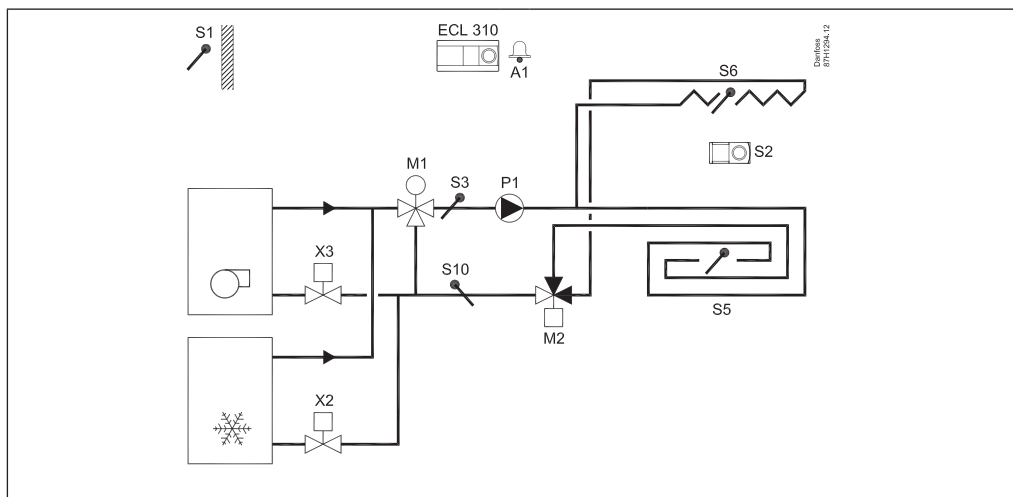 S1
ECL 310
A1
Danfoss
87H1294.12
S6
S2
M1
S3
P1
X3
S10
S5
M2
X2